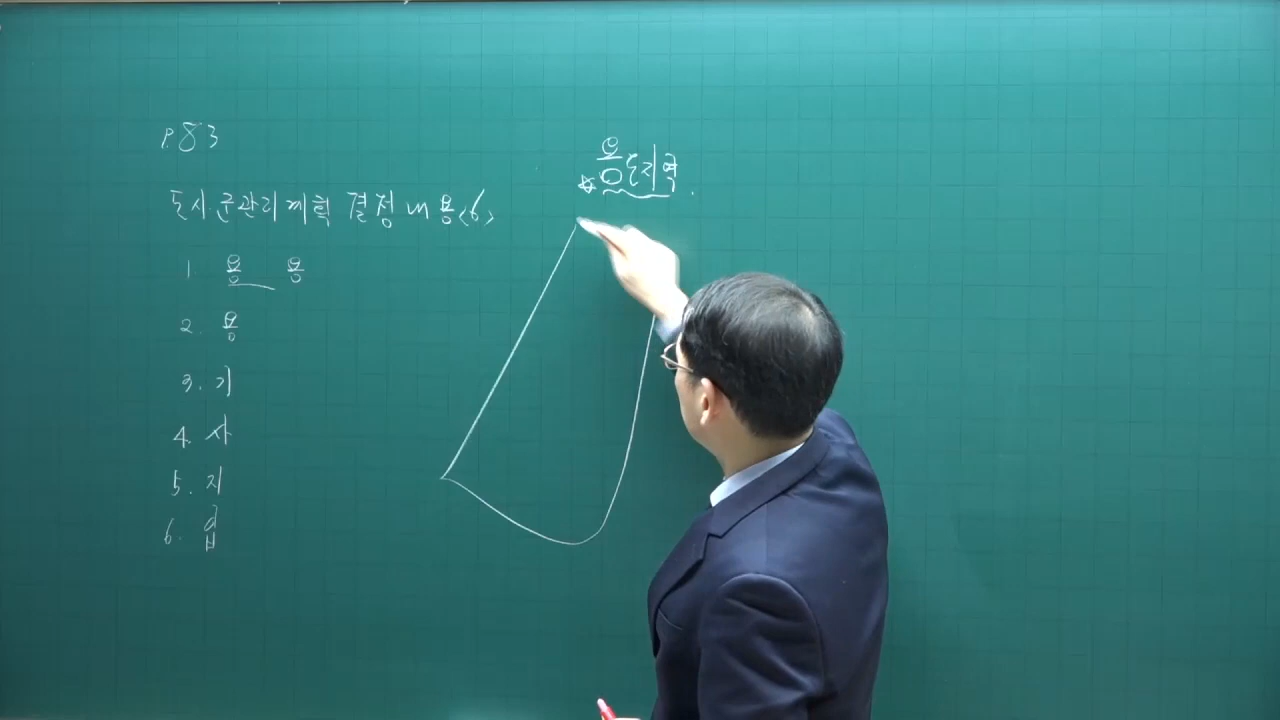 P.83
도시.군관리계획 결정 내용(6)
1 용 용
2. 용
3. 기
4. 사
5. 지
6. 입
용도지역.